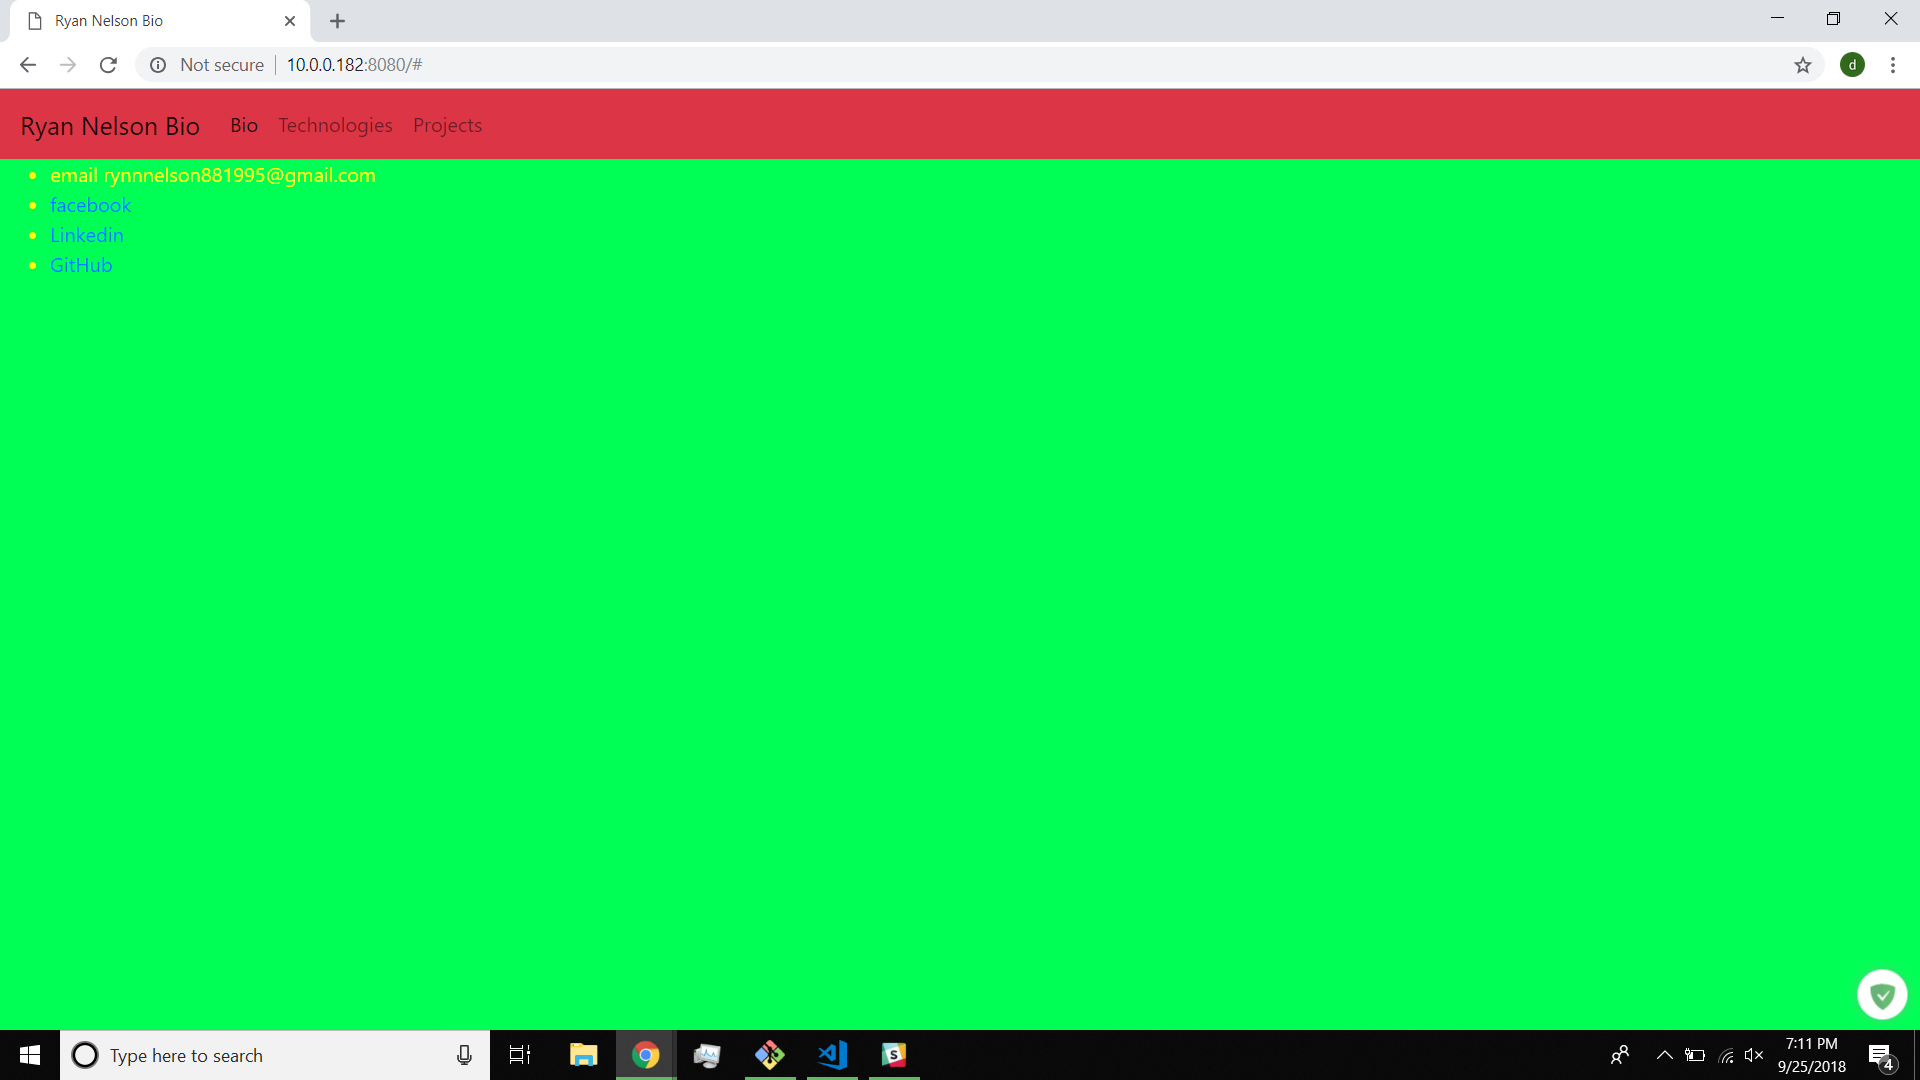 Ryan Nelson Bio
Not secure 10.0.0.182:8080/#
d
Ryan Nelson Bio Bio Technologies Projects
email rynnnelson881995@gmail.com
facebook
Linkedin
GitHub
Type here to search
S
7:11 PM
9/25/2018
4